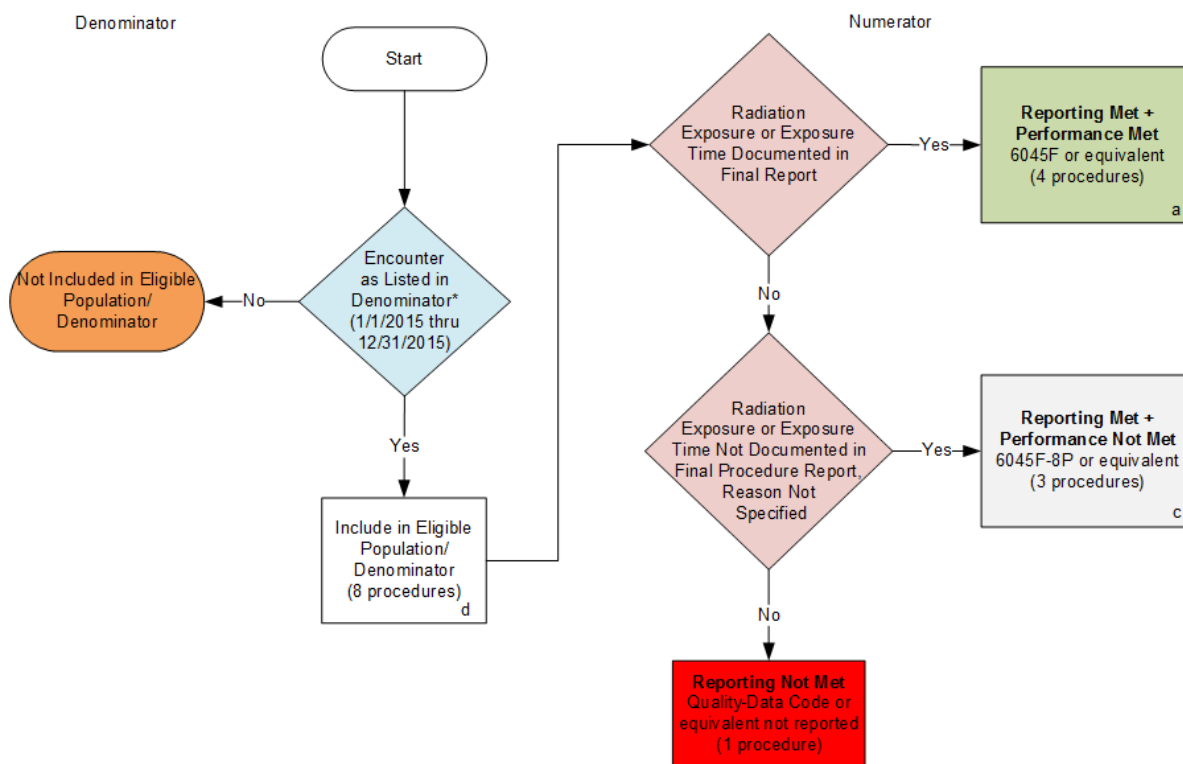 Denominator
Numerator
Start
Encounter
as Listed in
Denominator*
(1/1/2015 thru
12/31/2015)
No
Not Included in Eligible
Population/
Denominator
Yes
Include in Eligible
Population/
Denominator
(8 procedures)
d
Radiation
Exposure or Exposure
Time Documented in
Final Report
Yes
Reporting Met +
Performance Met
6045F or equivalent
(4 procedures)
a
No
Radiation
Exposure or Exposure
Time Not Documented in
Final Procedure Report,
Reason Not
Specified
Yes
Reporting Met +
Performance Not Met
6045F-8P or equivalent
(3 procedures)
c
No
Reporting Not Met
Quality-Data Code or
equivalent not reported
(1 procedure)